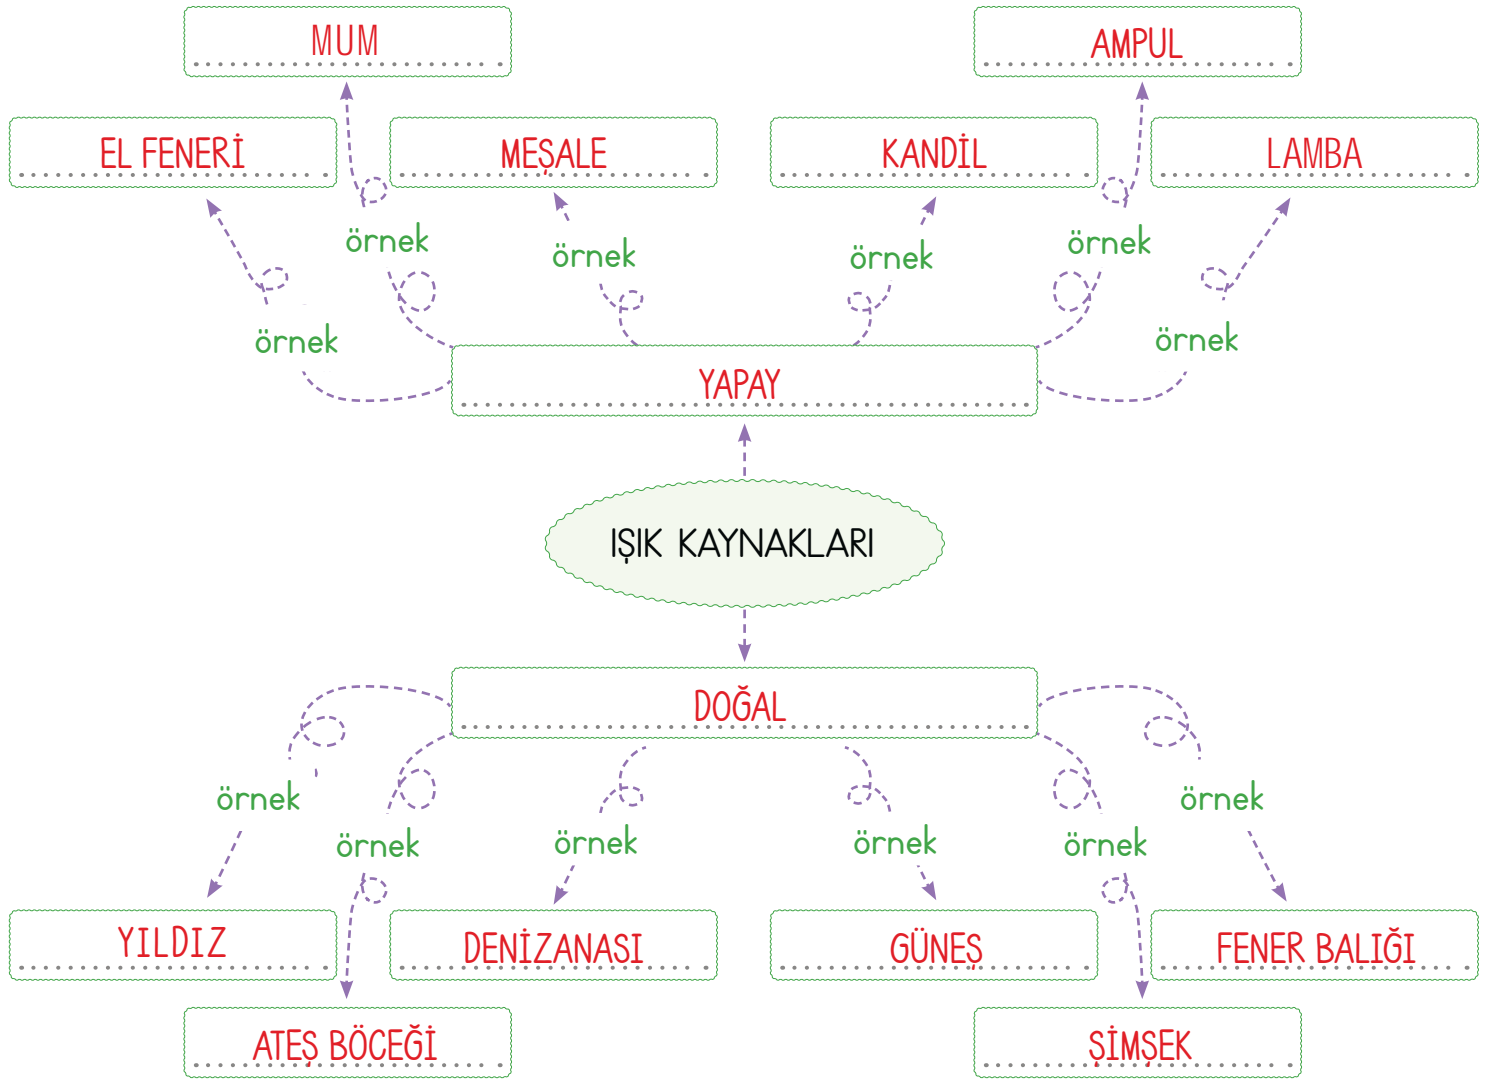 MUM
AMPUL
EL FENERİ
MEŞALE
KANDİL
LAMBA
örnek
örnek
örnek
örnek
örnek
örnek
YAPAY
IŞIK KAYNAKLARI
DOĞAL
örnek
örnek
örnek
örnek
örnek
örnek
YILDIZ
DENİZANASI
GÜNEŞ
FENER BALIĞI
ATEŞ BÖCEĞİ
ŞİMŞEK